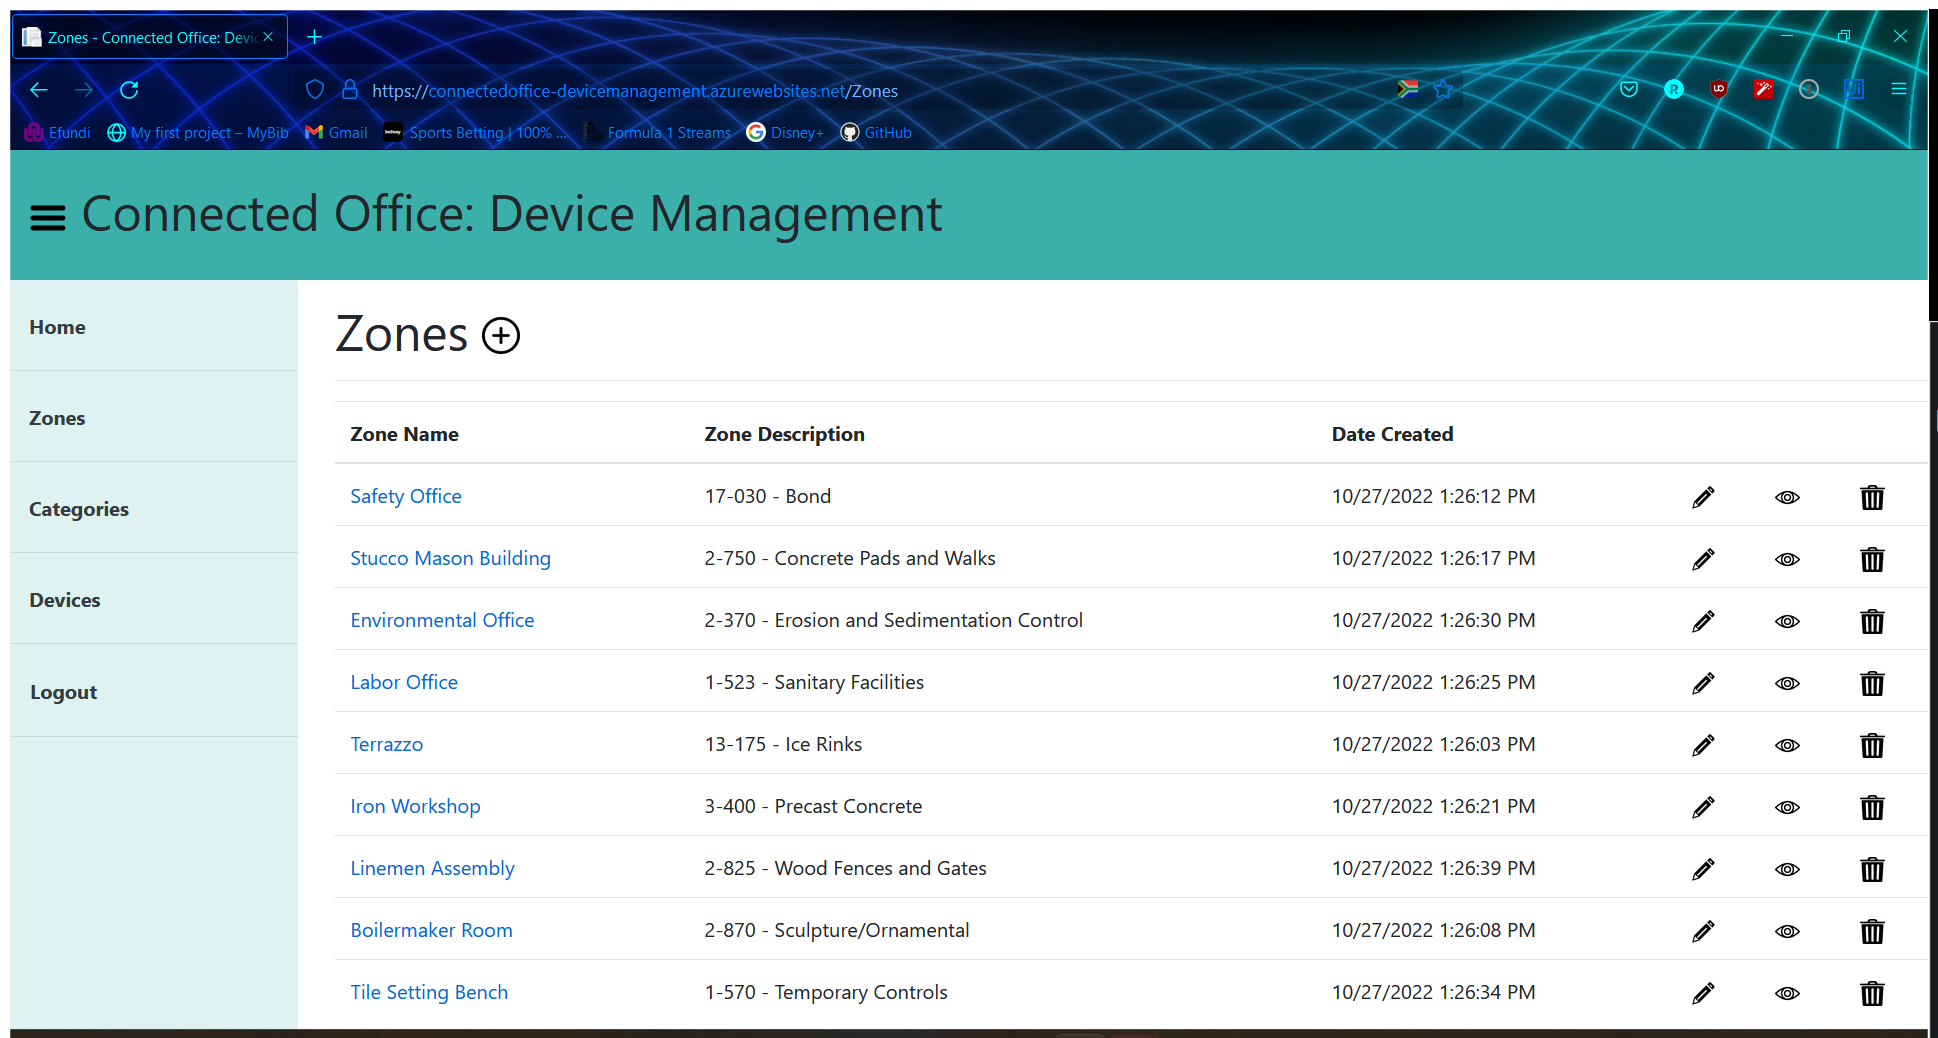 Zones - Connected Office: Devic
https://connectedoffice-devicemanagement.azurewebsites.net/Zones
Efundi My first project – MyBib Gmail Sports Betting | 100% ... Formula 1 Streams Disney+ GitHub
Connected Office: Device Management
Home
Zones
Categories
Devices
Logout
Zones
Zone Name Zone Description Date Created
Safety Office 17-030 - Bond 10/27/2022 1:26:12 PM
Stucco Mason Building 2-750 - Concrete Pads and Walks 10/27/2022 1:26:17 PM
Environmental Office 2-370 - Erosion and Sedimentation Control 10/27/2022 1:26:30 PM
Labor Office 1-523 - Sanitary Facilities 10/27/2022 1:26:25 PM
Terrazzo 13-175 - Ice Rinks 10/27/2022 1:26:03 PM
Iron Workshop 3-400 - Precast Concrete 10/27/2022 1:26:21 PM
Linemen Assembly 2-825 - Wood Fences and Gates 10/27/2022 1:26:39 PM
Boilermaker Room 2-870 - Sculpture/Ornamental 10/27/2022 1:26:08 PM
Tile Setting Bench 1-570 - Temporary Controls 10/27/2022 1:26:34 PM